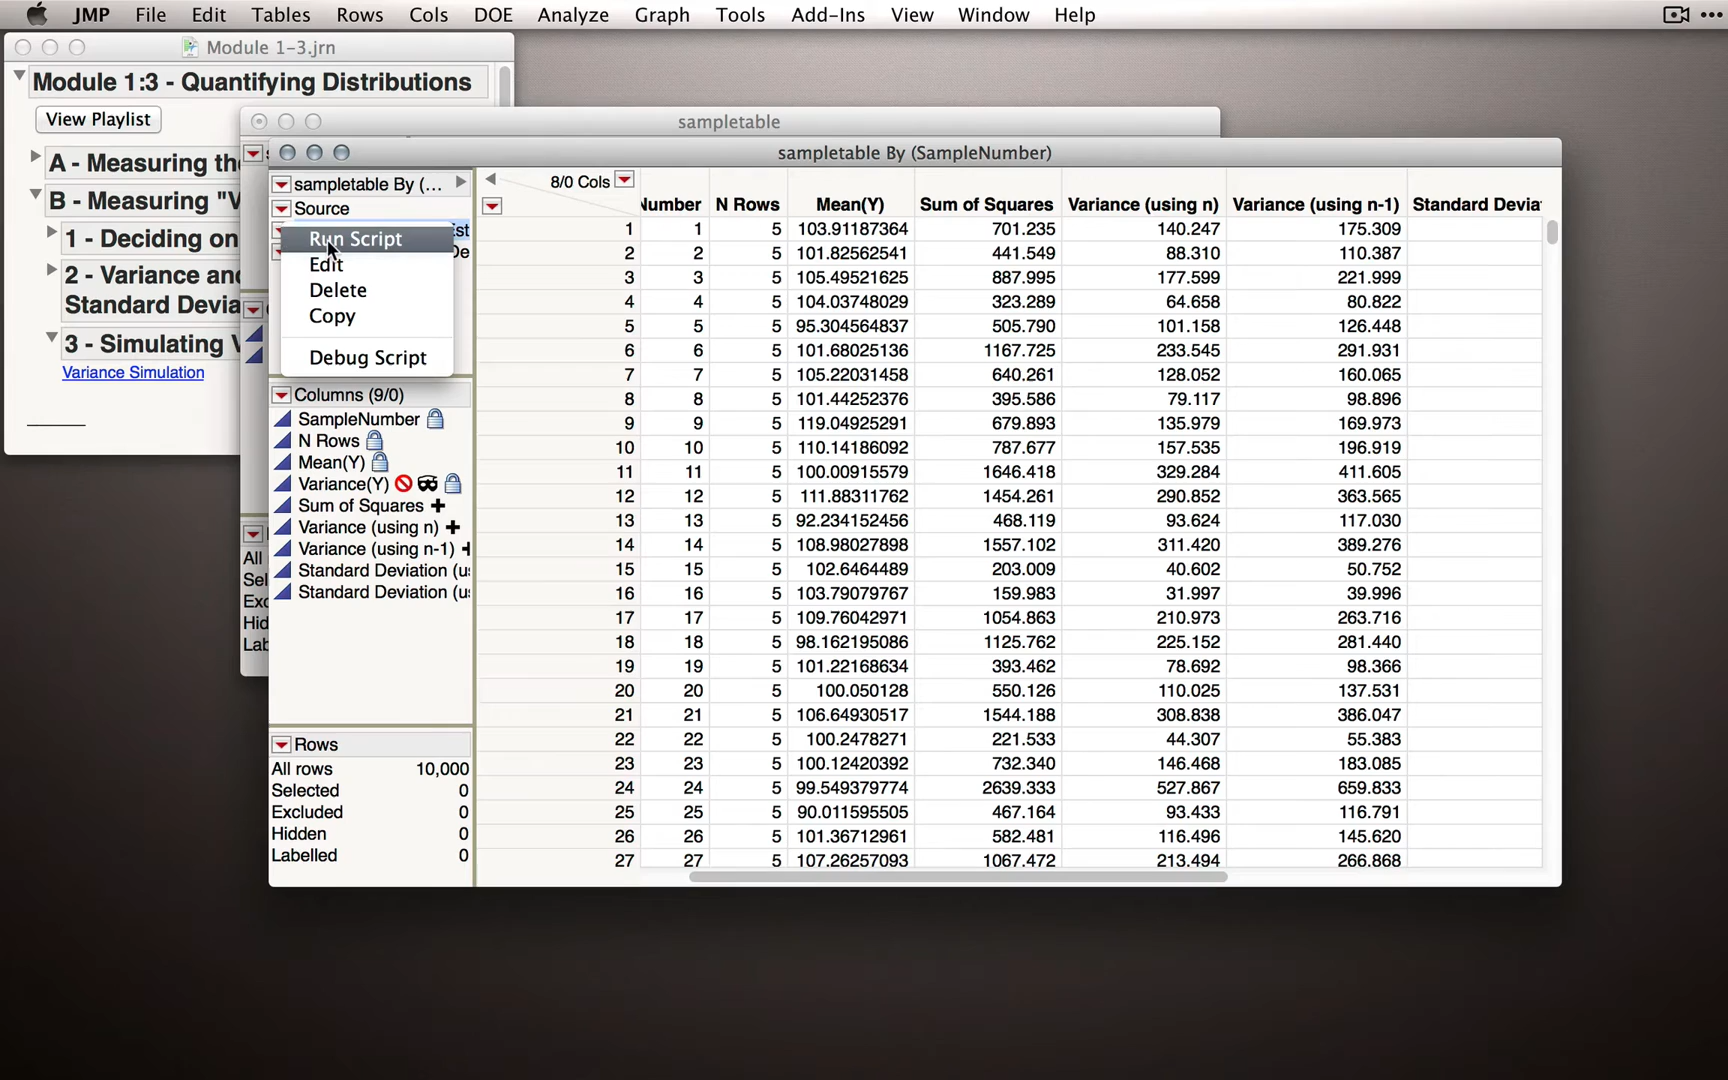 JMP File Edit Tables Rows Cols DOE Analyze Graph Tools Add-Ins View Window Help
Module 1-3.jrn
Module 1:3 - Quantifying Distributions
View Playlist
A - Measuring the
B - Measuring "V
1 - Deciding on
2 - Variance and
Standard Devia
3 - Simulating V
Variance Simulation
sampletable
All
Sel
Exc
Hid
Lab
sampletable By (SampleNumber)
sampletable By (...
Source
Est
De
Run Script
Edit
Delete
Copy
Debug Script
Columns (9/0)
SampleNumber
N Rows
Mean(Y)
Variance(Y)
Sum of Squares
Variance (using n)
Variance (using n-1)
Standard Deviation (u
Standard Deviation (u
Rows
All rows 10,000
Selected 0
Excluded 0
Hidden 0
Labelled 0
8/0 Cols
Number N Rows Mean(Y) Sum of Squares Variance (using n) Variance (using n-1) Standard Deviat
1 1 5 103.91187364 701.235 140.247 175.309
2 2 5 101.82562541 441.549 88.310 110.387
3 3 5 105.49521625 887.995 177.599 221.999
4 4 5 104.03748029 323.289 64.658 80.822
5 5 5 95.304564837 505.790 101.158 126.448
6 6 5 101.68025136 1167.725 233.545 291.931
7 7 5 105.22031458 640.261 128.052 160.065
8 8 5 101.44252376 395.586 79.117 98.896
9 9 5 119.04925291 679.893 135.979 169.973
10 10 5 110.14186092 787.677 157.535 196.919
11 11 5 100.00915579 1646.418 329.284 411.605
12 12 5 111.88311762 1454.261 290.852 363.565
13 13 5 92.234152456 468.119 93.624 117.030
14 14 5 108.98027898 1557.102 311.420 389.276
15 15 5 102.6464489 203.009 40.602 50.752
16 16 5 103.79079767 159.983 31.997 39.996
17 17 5 109.76042971 1054.863 210.973 263.716
18 18 5 98.162195086 1125.762 225.152 281.440
19 19 5 101.22168634 393.462 78.692 98.366
20 20 5 100.050128 550.126 110.025 137.531
21 21 5 106.64930517 1544.188 308.838 386.047
22 22 5 100.2478271 221.533 44.307 55.383
23 23 5 100.12420392 732.340 146.468 183.085
24 24 5 99.549379774 2639.333 527.867 659.833
25 25 5 90.011595505 467.164 93.433 116.791
26 26 5 101.36712961 582.481 116.496 145.620
27 27 5 107.26257093 1067.472 213.494 266.868